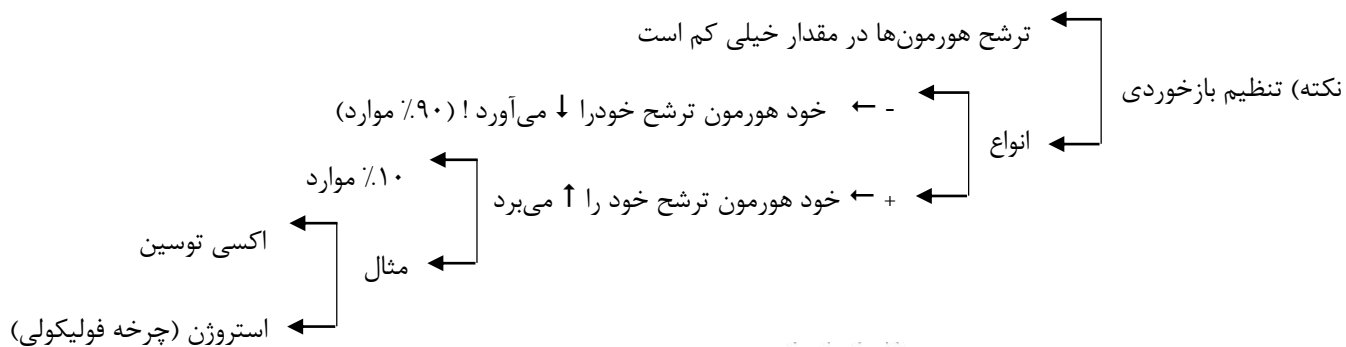 نکته) تنظیم بازخوردی
ترشح هورمون‌ها در مقدار خیلی کم است
انواع
- ← خود هورمون ترشح خودرا ↓ می‌آورد ! (۹۰٪ موارد)
+ ← خود هورمون ترشح خود را ↑ می‌برد
۱۰٪ موارد
مثال
اکسی توسین
استروژن (چرخه فولیکولی)